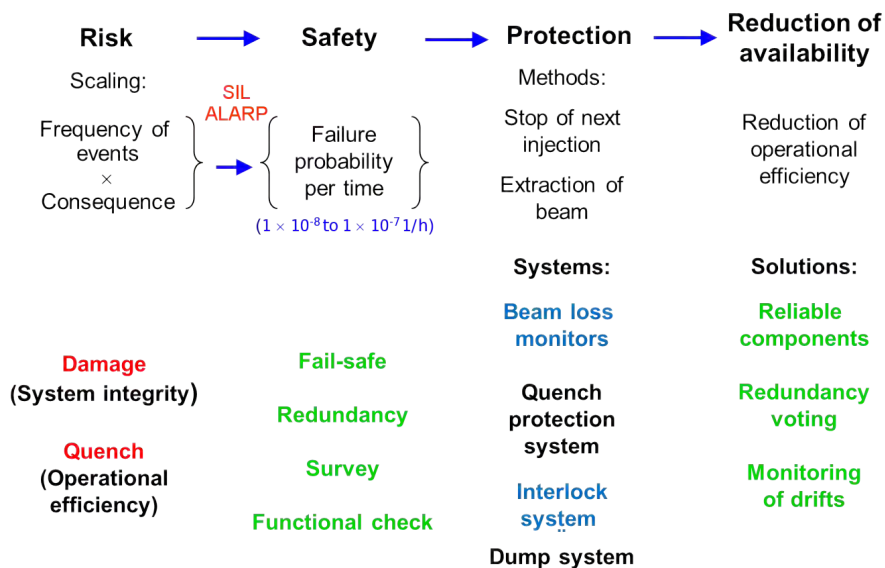 Risk
Safety
Protection
Reduction of
availability
Scaling:
Frequency of
events
×
Consequence
SIL
ALARP
Failure
probability
per time
(1 × 10⁻⁸ to 1 × 10⁻⁷ 1/h)
Methods:
Stop of next
injection
Extraction of
beam
Reduction of
operational
efficiency
Damage
(System integrity)
Quench
(Operational
efficiency)
Fail-safe
Redundancy
Survey
Functional check
Systems:
Beam loss
monitors
Quench
protection
system
Interlock
system
Dump system
Solutions:
Reliable
components
Redundancy
voting
Monitoring
of drifts